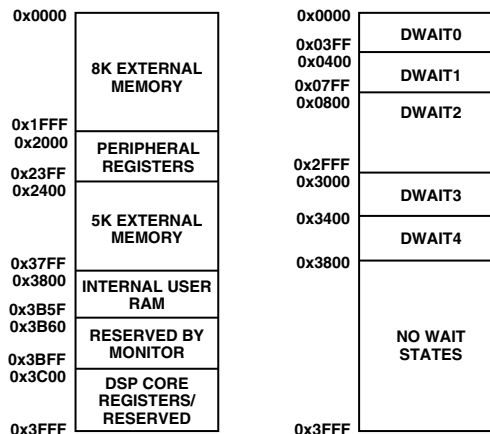 0x0000
8K EXTERNAL
MEMORY
0x1FFF
0x2000
PERIPHERAL
REGISTERS
0x23FF
0x2400
5K EXTERNAL
MEMORY
0x37FF
0x3800
INTERNAL USER
RAM
0x3B5F
0x3B60
RESERVED BY
MONITOR
0x3BFF
0x3C00
DSP CORE
REGISTERS/
RESERVED
0x3FFF
0x0000
DWAIT0
0x03FF
0x0400
DWAIT1
0x07FF
0x0800
DWAIT2
0x2FFF
0x3000
DWAIT3
0x3400
DWAIT4
0x3800
NO WAIT
STATES
0x3FFF